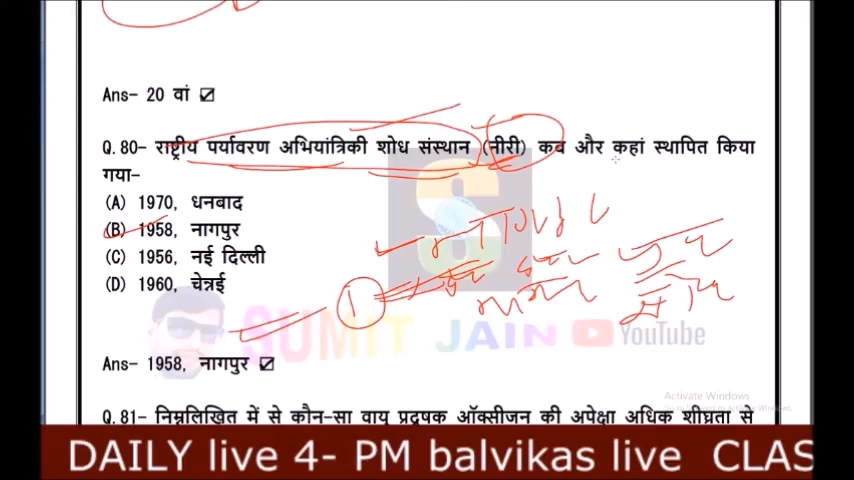 Ans- 20 वां ☑
Q.80- राष्ट्रीय पर्यावरण अभियांत्रिकी शोध संस्थान (नीरी) कब और कहां स्थापित किया
गया-
(A) 1970, धनबाद
(B) 1958, नागपुर
(C) 1956, नई दिल्ली
(D) 1960, चेन्नई
SUMIT JAIN YouTube
Ans- 1958, नागपुर ☑
Activate Windows
Q.81- निम्नलिखित में से कौन-सा वायु प्रदूषक ऑक्सीजन की अपेक्षा अधिक शीघ्रता से
DAILY live 4- PM balvikas live CLAS